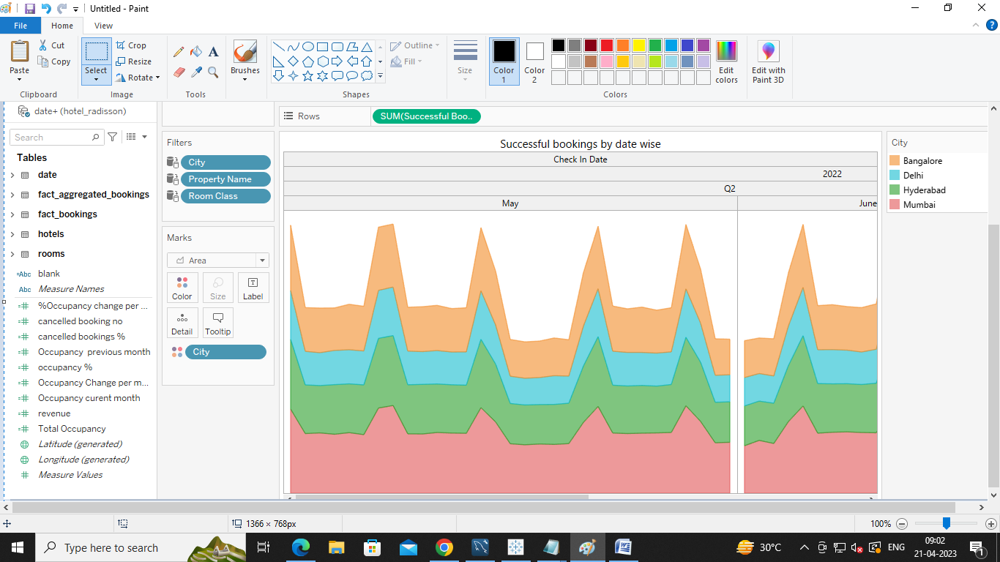 Untitled - Paint
File
Home
View
Paste
Cut
Copy
Clipboard
Select
Crop
Resize
Rotate
Image
A
Tools
Brushes
Shapes
Outline
Fill
Size
Color 1
Color 2
Colors
Edit colors
Edit with Paint 3D
date+ (hotel_radisson)
Search
Tables
date
fact_aggregated_bookings
fact_bookings
hotels
rooms
Abc blank
Abc Measure Names
%Occupancy change per ...
cancelled booking no
cancelled bookings %
Occupancy previous month
occupancy %
Occupancy Change per m...
Occupancy curent month
revenue
Total Occupancy
Latitude (generated)
Longitude (generated)
Measure Values
Filters
City
Property Name
Room Class
Marks
Area
Color
Size
Label
Detail
Tooltip
City
Rows
SUM(Successful Boo..
Successful bookings by date wise
Check In Date
2022
Q2
May
June
City
Bangalore
Delhi
Hyderabad
Mumbai
1366 × 768px
100%
Type here to search
30°C
ENG
09:02
21-04-2023
1